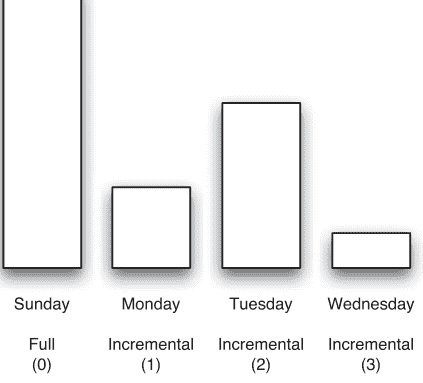 Sunday Monday Tuesday Wednesday
Full Incremental Incremental Incremental
(0) (1) (2) (3)